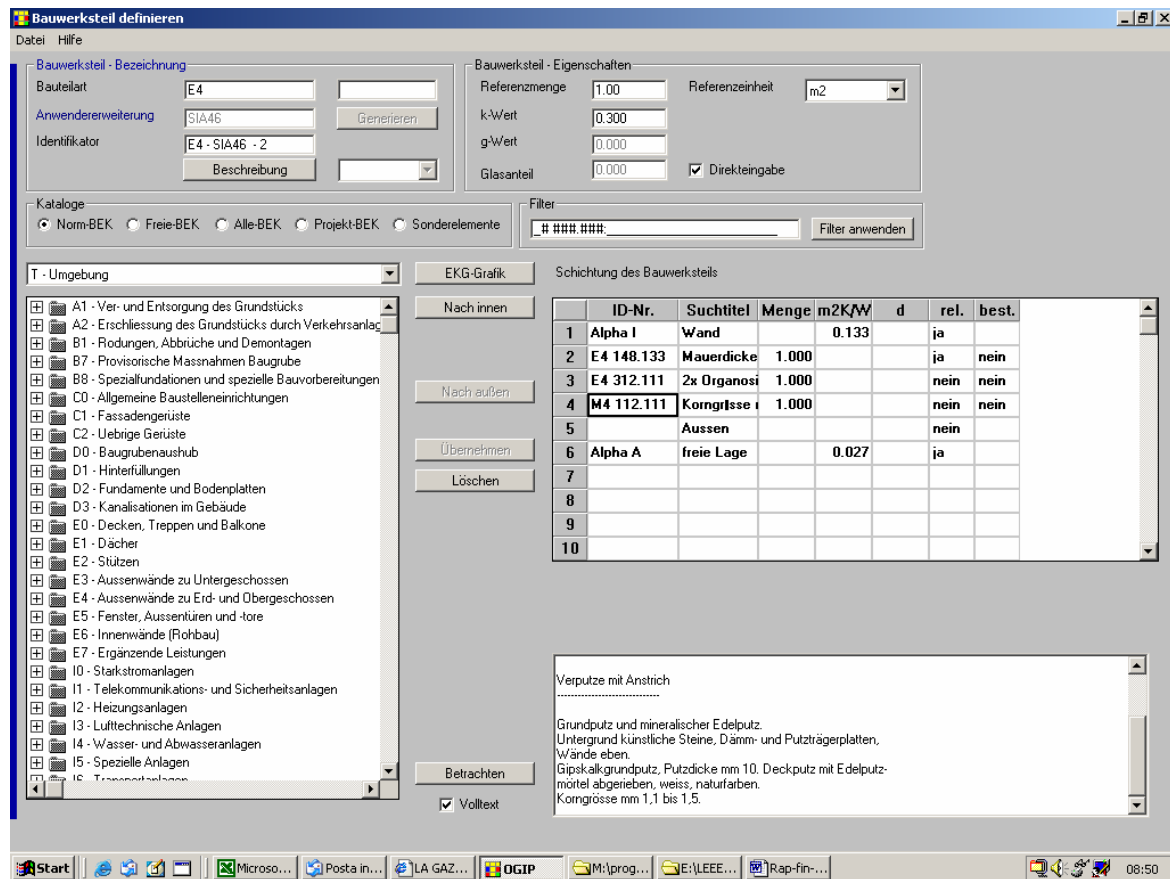 Bauwerksteil definieren
Datei Hilfe
Bauwerksteil - Bezeichnung
Bauteilart E4
Anwendererweiterung SIA46 Generieren
Identifikator E4 - SIA46 - 2
Beschreibung
Bauwerksteil - Eigenschaften
Referenzmenge 1.00 Referenzeinheit m2
k-Wert 0.300
g-Wert 0.000
Glasanteil 0.000 Direkteingabe
Kataloge
Norm-BEK Freie-BEK Alle-BEK Projekt-BEK Sonderelemente
Filter
_# ###.###:_ Filter anwenden
T - Umgebung
A1 - Ver- und Entsorgung des Grundstücks
A2 - Erschliessung des Grundstücks durch Verkehrsanlag
B1 - Rodungen, Abbrüche und Demontagen
B7 - Provisorische Massnahmen Baugrube
B8 - Spezialfundationen und spezielle Bauvorbereitungen
C0 - Allgemeine Baustelleneinrichtungen
C1 - Fassadengerüste
C2 - Uebrige Gerüste
D0 - Baugrubenaushub
D1 - Hinterfüllungen
D2 - Fundamente und Bodenplatten
D3 - Kanalisationen im Gebäude
E0 - Decken, Treppen und Balkone
E1 - Dächer
E2 - Stützen
E3 - Aussenwände zu Untergeschossen
E4 - Aussenwände zu Erd- und Obergeschossen
E5 - Fenster, Aussentüren und -tore
E6 - Innenwände (Rohbau)
E7 - Ergänzende Leistungen
I0 - Starkstromanlagen
I1 - Telekommunikations- und Sicherheitsanlagen
I2 - Heizungsanlagen
I3 - Lufttechnische Anlagen
I4 - Wasser- und Abwasseranlagen
I5 - Spezielle Anlagen
I6 - Transportanlagen
EKG-Grafik
Nach innen
Nach außen
Übernehmen
Löschen
Betrachten
Volltext
Schichtung des Bauwerksteils
ID-Nr. Suchtitel Menge m2K/W d rel. best.
1 Alpha I Wand 0.133 ja
2 E4 148.133 Mauerdicke 1.000 ja nein
3 E4 312.111 2x Organosi 1.000 nein nein
4 M4 112.111 Korngrisse 1.000 nein nein
5 Aussen nein
6 Alpha A freie Lage 0.027 ja
7
8
9
10
Verputze mit Anstrich
------------------------------
Grundputz und mineralischer Edelputz.
Untergrund künstliche Steine, Dämm- und Putzträgerplatten,
Wände eben.
Gipskalkgrundputz, Putzdicke mm 10. Deckputz mit Edelputz-
mörtel abgerieben, weiss, naturfarben.
Korngrösse mm 1,1 bis 1,5.
Start Microso... Posta in... LA GAZ... OGIP M:\prog... E:\LEEE... Rap-fin-... 08:50